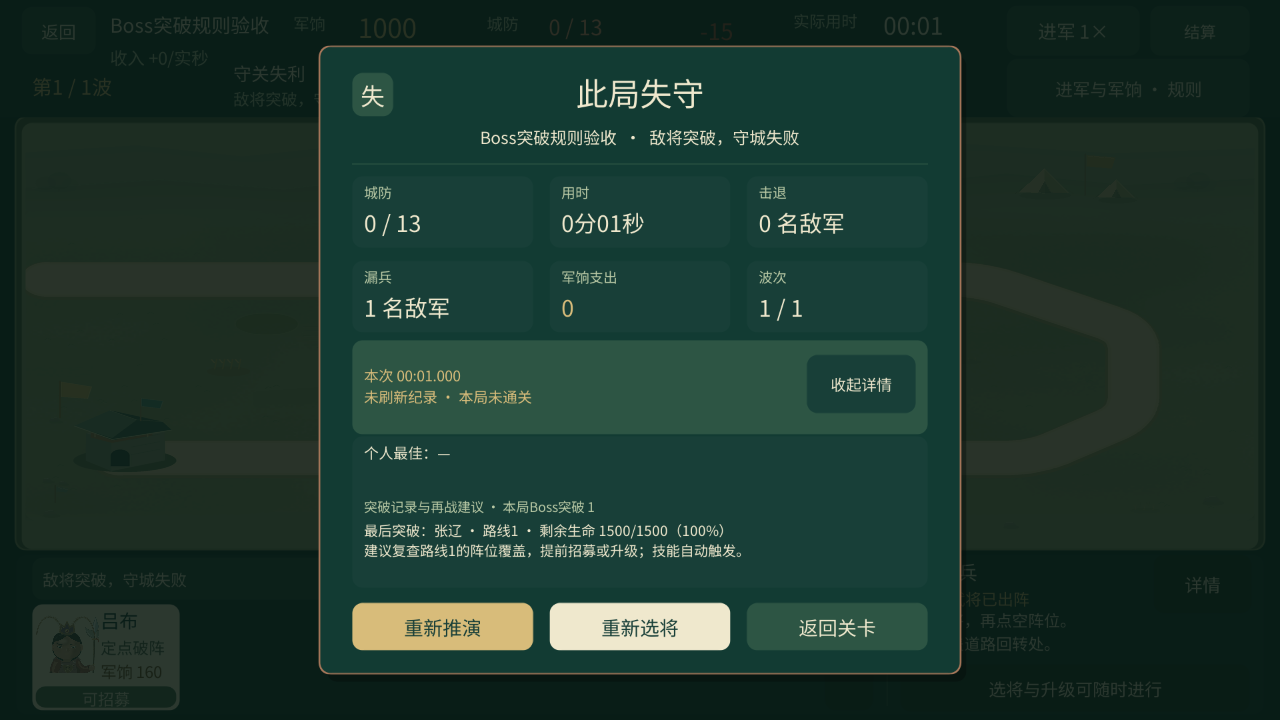 返回
Boss突破规则验收
军饷
1000
城防
0 / 13
-15
实际用时
00:01
进军 1×
结算
收入 +0/实秒
第1 / 1波
守关失利
敌将突破，
进军与军饷 · 规则
失
此局失守
Boss突破规则验收 · 敌将突破，守城失败
城防
0 / 13
用时
0分01秒
击退
0 名敌军
漏兵
1 名敌军
军饷支出
0
波次
1 / 1
本次 00:01.000
未刷新纪录 · 本局未通关
收起详情
个人最佳：—
突破记录与再战建议 · 本局Boss突破 1
最后突破：张辽 · 路线1 · 剩余生命 1500/1500（100%）
建议复查路线1的阵位覆盖，提前招募或升级；技能自动触发。
重新推演
重新选将
返回关卡
敌将突破，守城失败
吕布
定点破阵
军饷 160
可招募
兵
将已出阵
，再点空阵位。
道路回转处。
详情
选将与升级可随时进行